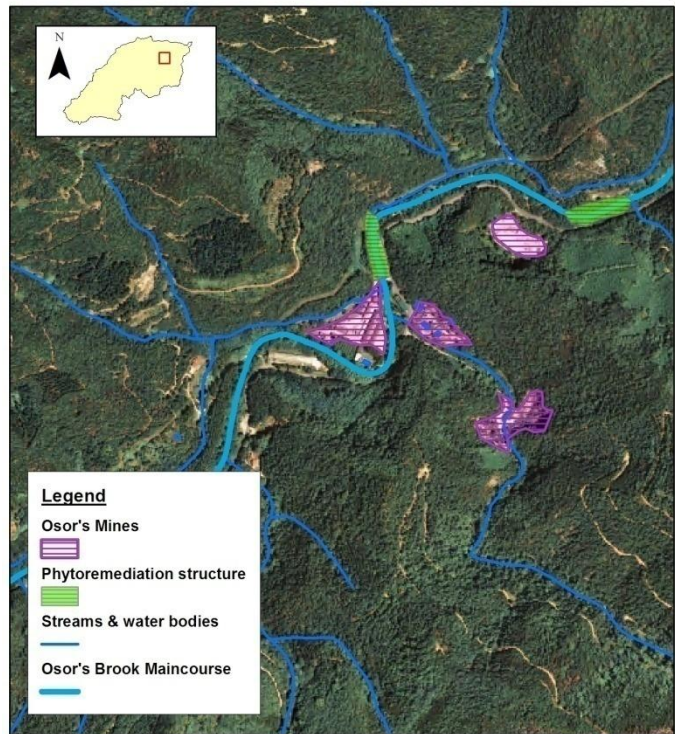 N
Legend
Osor's Mines
Phytoremediation structure
Streams & water bodies
Osor's Brook Maincourse